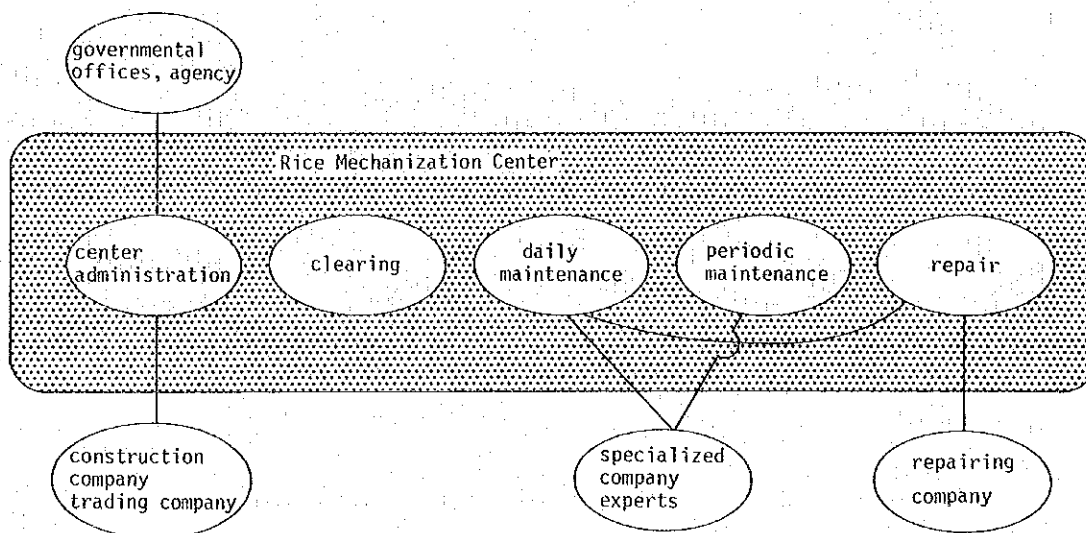 governmental
offices, agency
Rice Mechanization Center
center
administration
clearing
daily
maintenance
periodic
maintenance
repair
construction
company
trading company
specialized
company
experts
repairing
company